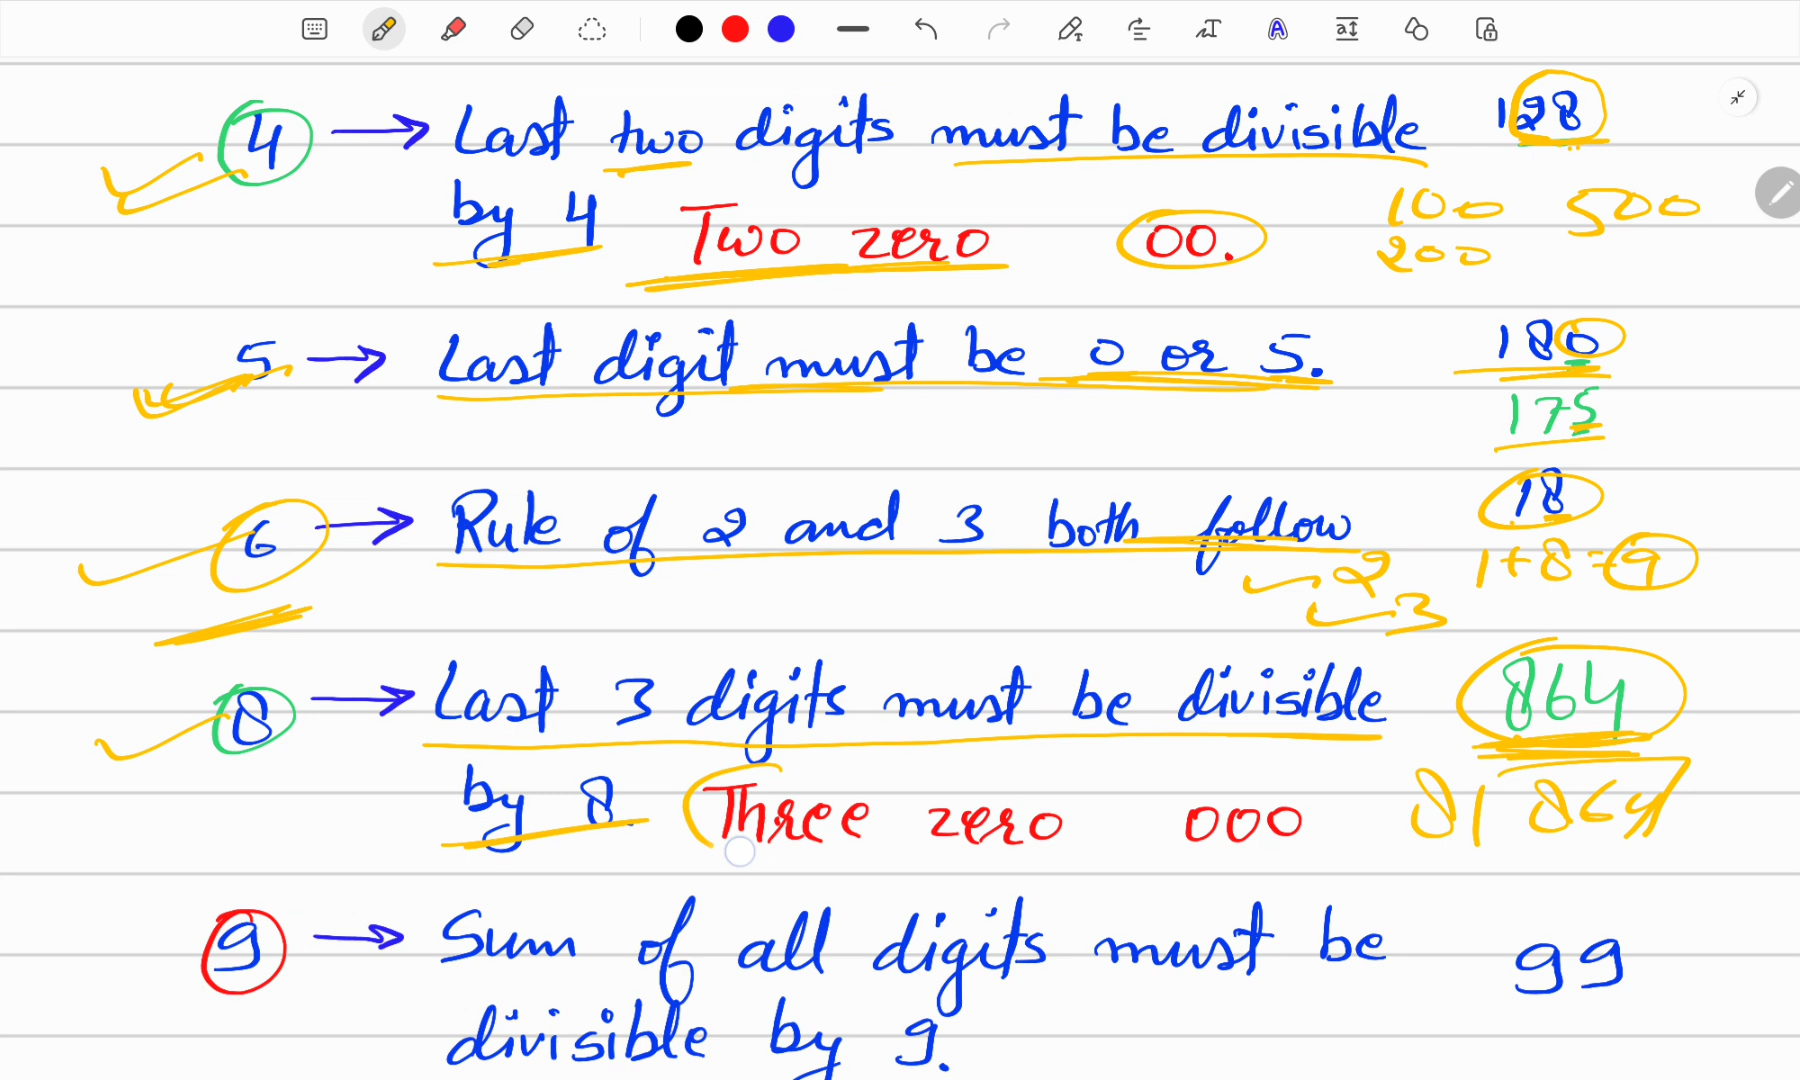 4 → Last two digits must be divisible 128
by 4 Two zero 00. 100 500
200
5 → Last digit must be 0 or 5. 180
175
6 → Rule of 2 and 3 both follow 18
2 1+8=9
3
8 → Last 3 digits must be divisible 864
by 8 Three zero 000 8) 864
9 → Sum of all digits must be 99
divisible by 9.